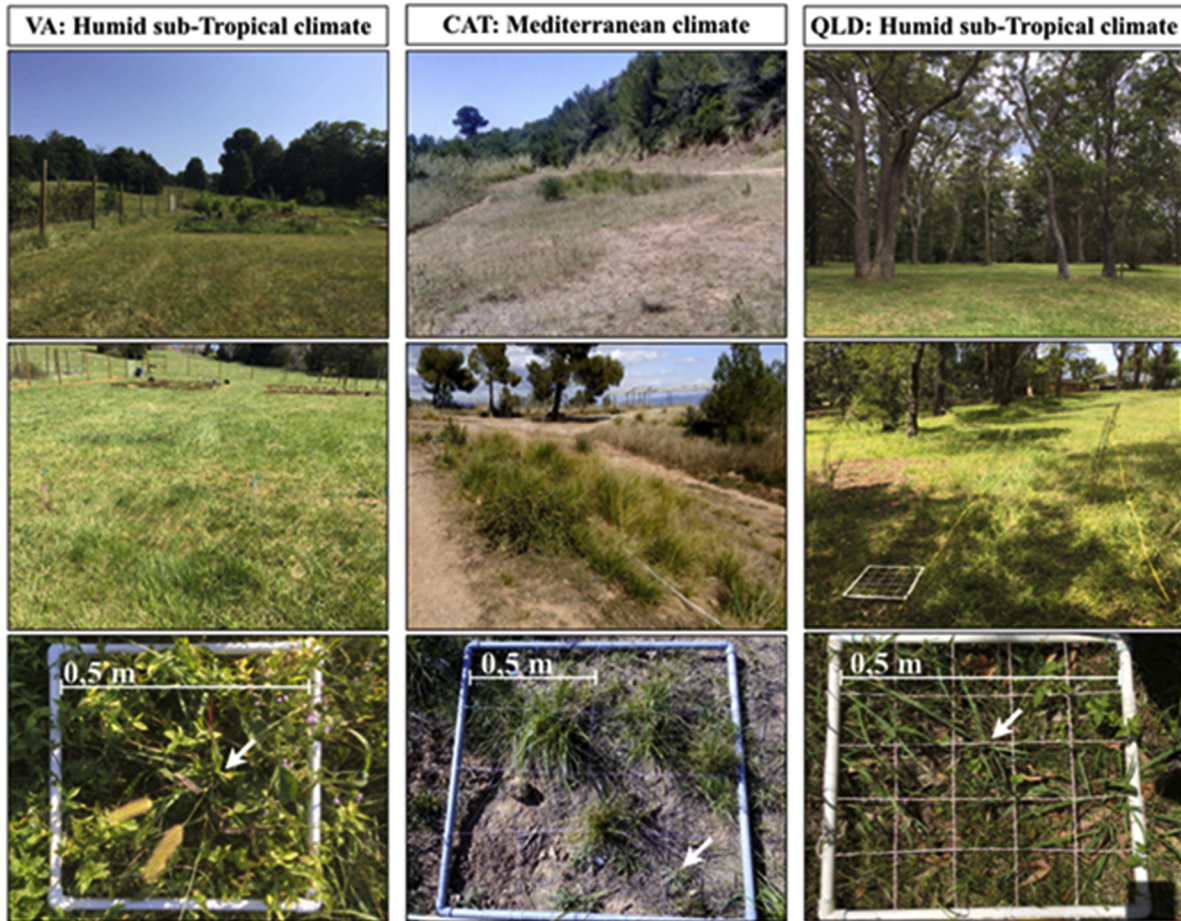 VA: Humid sub-Tropical climate
CAT: Mediterranean climate
QLD: Humid sub-Tropical climate
0,5 m
0,5 m
0,5 m